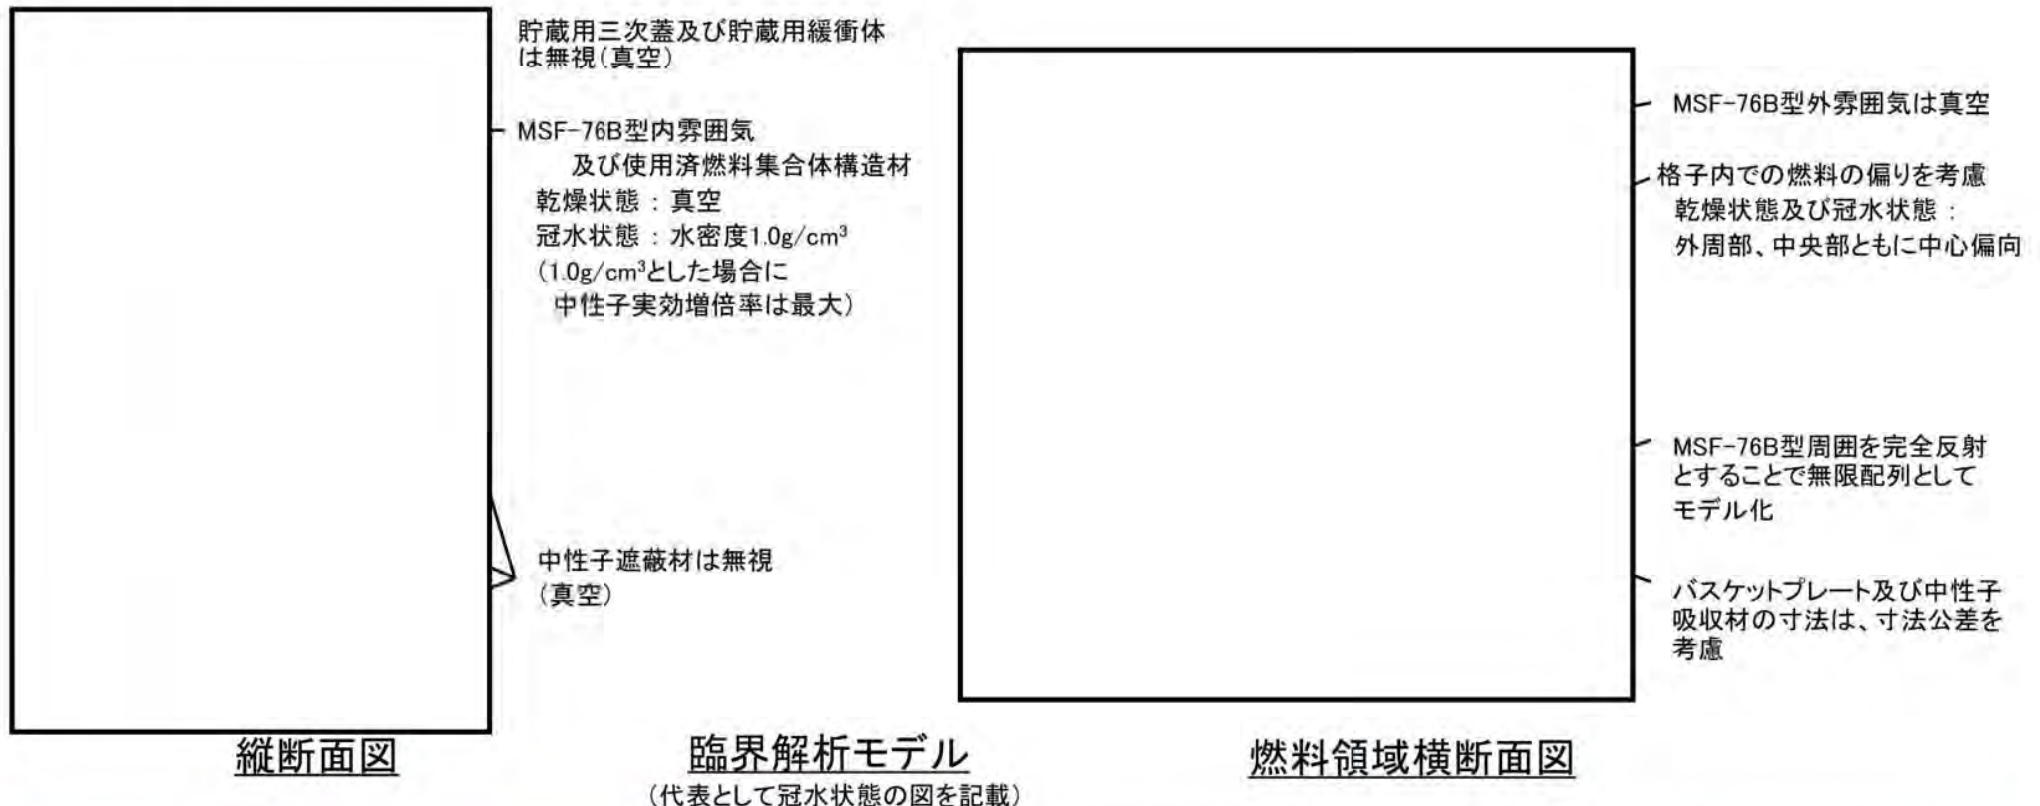 貯蔵用三次蓋及び貯蔵用緩衝体
は無視(真空)
MSF-76B型内雰囲気
及び使用済燃料集合体構造材
乾燥状態 : 真空
冠水状態 : 水密度1.0g/cm³
(1.0g/cm³とした場合に
中性子実効増倍率は最大)
中性子遮蔽材は無視
(真空)
縦断面図
MSF-76B型外雰囲気は真空
格子内での燃料の偏りを考慮
乾燥状態及び冠水状態 :
外周部、中央部ともに中心偏向
MSF-76B型周囲を完全反射
とすることで無限配列として
モデル化
バスケットプレート及び中性子
吸収材の寸法は、寸法公差を
考慮
燃料領域横断面図
臨界解析モデル
(代表として冠水状態の図を記載)